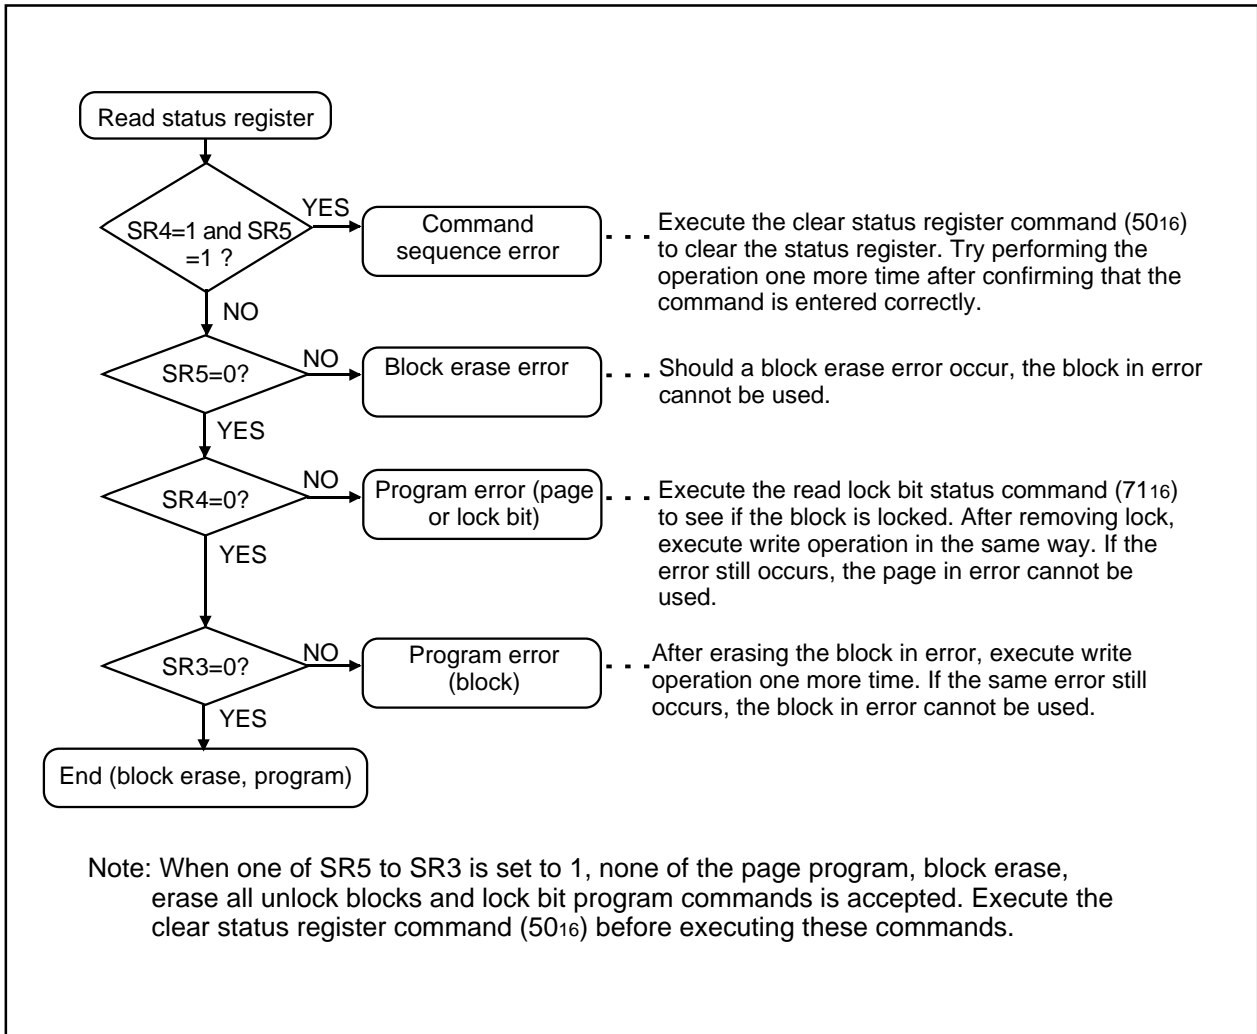 Read status register
SR4=1 and SR5
=1 ?
YES
Command
sequence error
Execute the clear status register command (5016)
to clear the status register. Try performing the
operation one more time after confirming that the
command is entered correctly.
NO
SR5=0?
NO
Block erase error
Should a block erase error occur, the block in error
cannot be used.
YES
SR4=0?
NO
Program error (page
or lock bit)
Execute the read lock bit status command (7116)
to see if the block is locked. After removing lock,
execute write operation in the same way. If the
error still occurs, the page in error cannot be
used.
YES
SR3=0?
NO
Program error
(block)
After erasing the block in error, execute write
operation one more time. If the same error still
occurs, the block in error cannot be used.
YES
End (block erase, program)
Note: When one of SR5 to SR3 is set to 1, none of the page program, block erase,
erase all unlock blocks and lock bit program commands is accepted. Execute the
clear status register command (5016) before executing these commands.